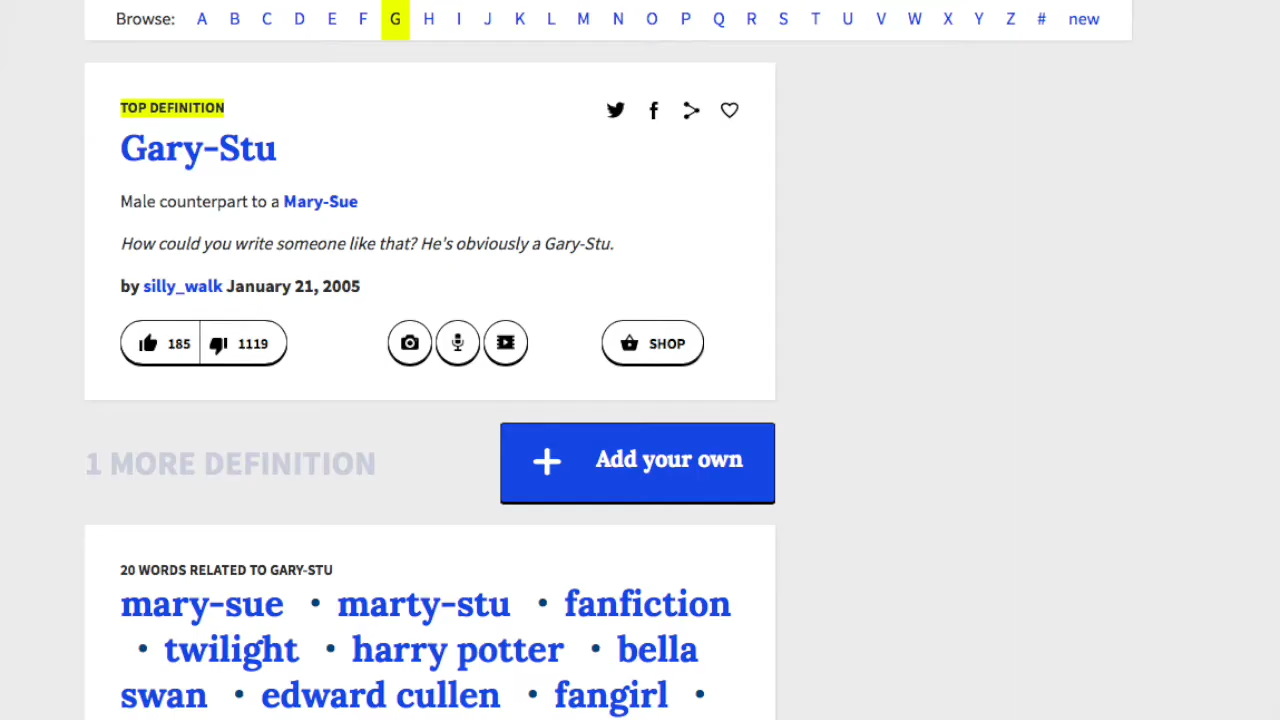 Browse: A B C D E F G H I J K L M N O P Q R S T U V W X Y Z # new
TOP DEFINITION
Gary-Stu
Male counterpart to a Mary-Sue
How could you write someone like that? He's obviously a Gary-Stu.
by silly_walk January 21, 2005
185 1119 SHOP
1 MORE DEFINITION
Add your own
20 WORDS RELATED TO GARY-STU
mary-sue • marty-stu • fanfiction
• twilight • harry potter • bella
swan • edward cullen • fangirl •